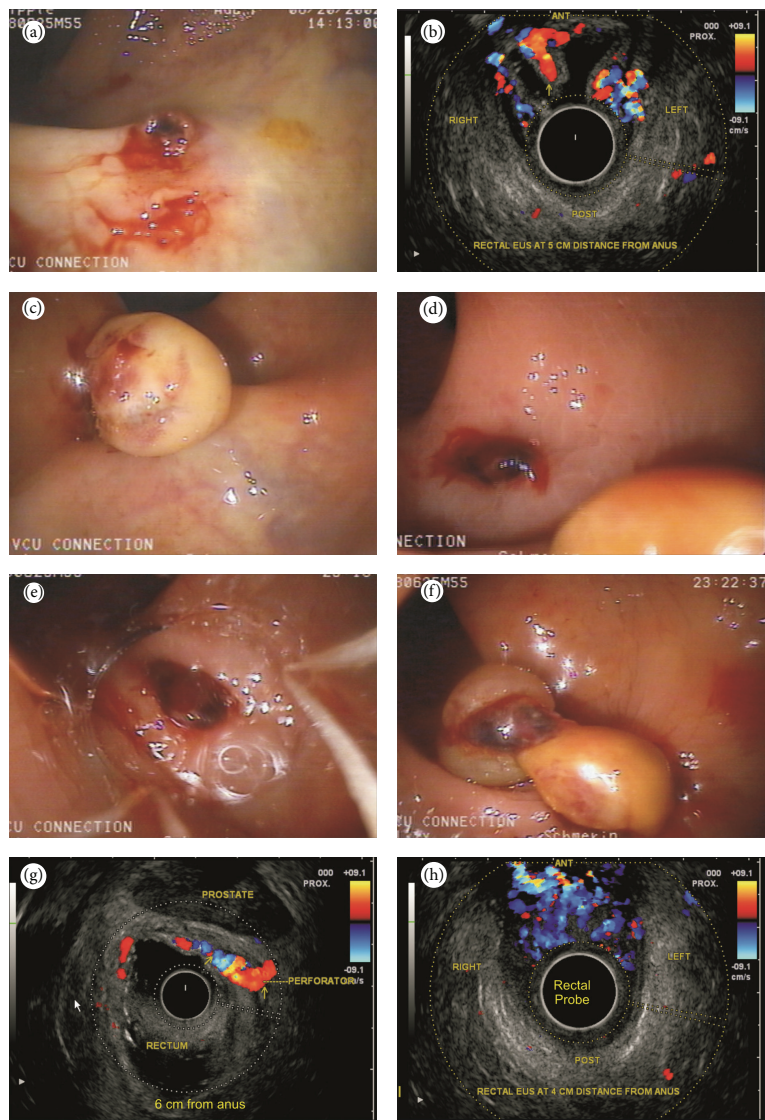 (a)
14:13:00
CU CONNECTION
(b)
ANT
000
PROX.
+09.1
-09.1
cm/s
RIGHT
LEFT
POST
RECTAL EUS AT 5 CM DISTANCE FROM ANUS
(c)
VCU CONNECTION
(d)
NECTION
(e)
CU CONNECTION
(f)
80625M55
23:22:37
CU CONNECTION
(g)
000
PROX.
+09.1
-09.1
cm/s
PROSTATE
PERFORATOR
RECTUM
6 cm from anus
(h)
ANT
000
PROX.
+09.1
-09.1
cm/s
RIGHT
LEFT
Rectal
Probe
POST
RECTAL EUS AT 4 CM DISTANCE FROM ANUS